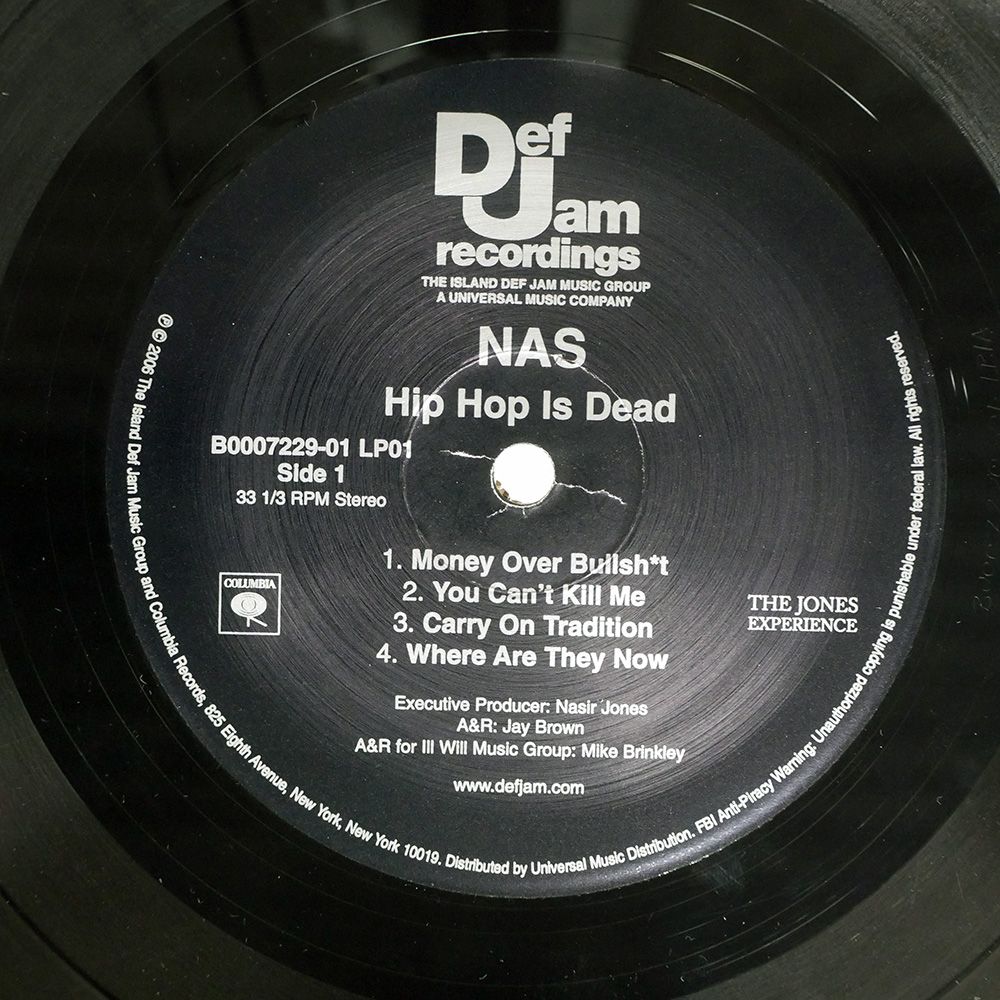 Def Jam
recordings
THE ISLAND DEF JAM MUSIC GROUP
A UNIVERSAL MUSIC COMPANY
NAS
Hip Hop Is Dead
B0007229-01 LP01
Side 1
33 1/3 RPM Stereo
1. Money Over Bullsh*t
2. You Can't Kill Me
3. Carry On Tradition
4. Where Are They Now
COLUMBIA
THE JONES
EXPERIENCE
Executive Producer: Nasir Jones
A&R: Jay Brown
A&R for Ill Will Music Group: Mike Brinkley
www.defjam.com
℗ © 2006 The Island Def Jam Music Group and Columbia Records, 825 Eighth Avenue, New York, New York 10019. Distributed by Universal Music Distribution. FBI Anti-Piracy Warning: Unauthorized copying is punishable under federal law. All rights reserved.